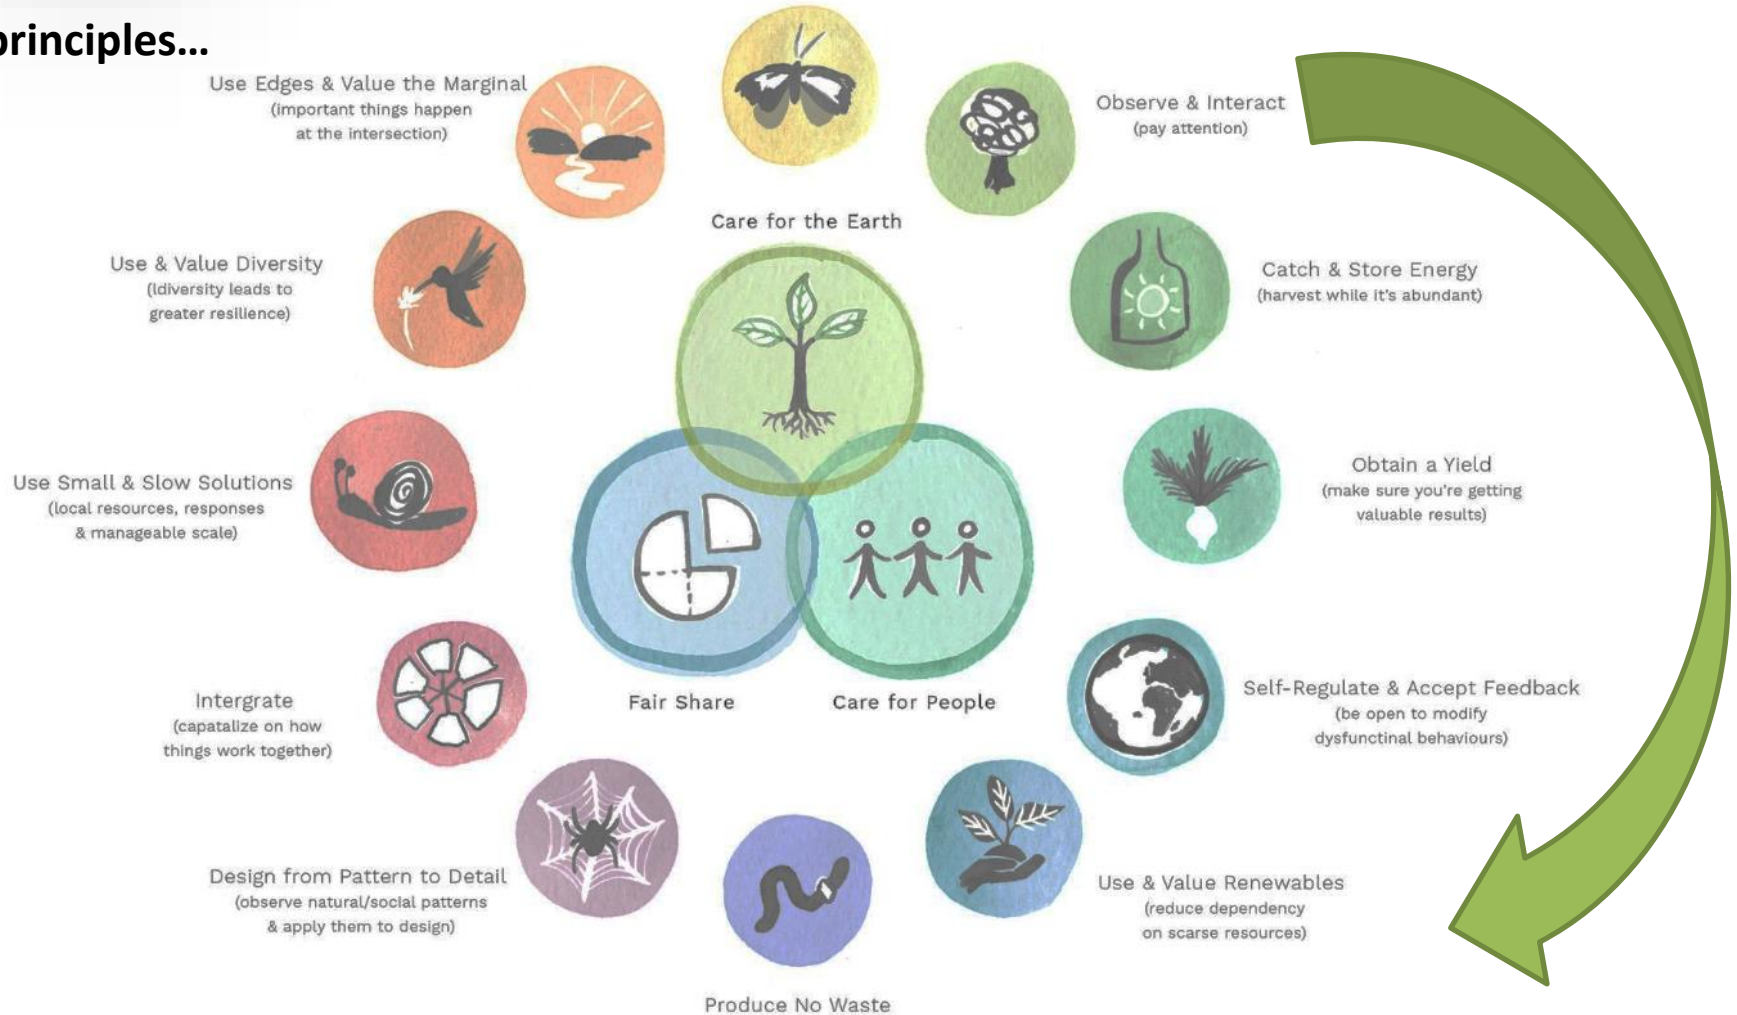 principles...
Use Edges & Value the Marginal
(important things happen
at the intersection)
Observe & Interact
(pay attention)
Care for the Earth
Use & Value Diversity
(ldiversity leads to
greater resilience)
Catch & Store Energy
(harvest while it's abundant)
Use Small & Slow Solutions
(local resources, responses
& manageable scale)
Obtain a Yield
(make sure you're getting
valuable results)
Intergrate
(capatalize on how
things work together)
Fair Share
Care for People
Self-Regulate & Accept Feedback
(be open to modify
dysfunctinal behaviours)
Design from Pattern to Detail
(observe natural/social patterns
& apply them to design)
Use & Value Renewables
(reduce dependency
on scarse resources)
Produce No Waste